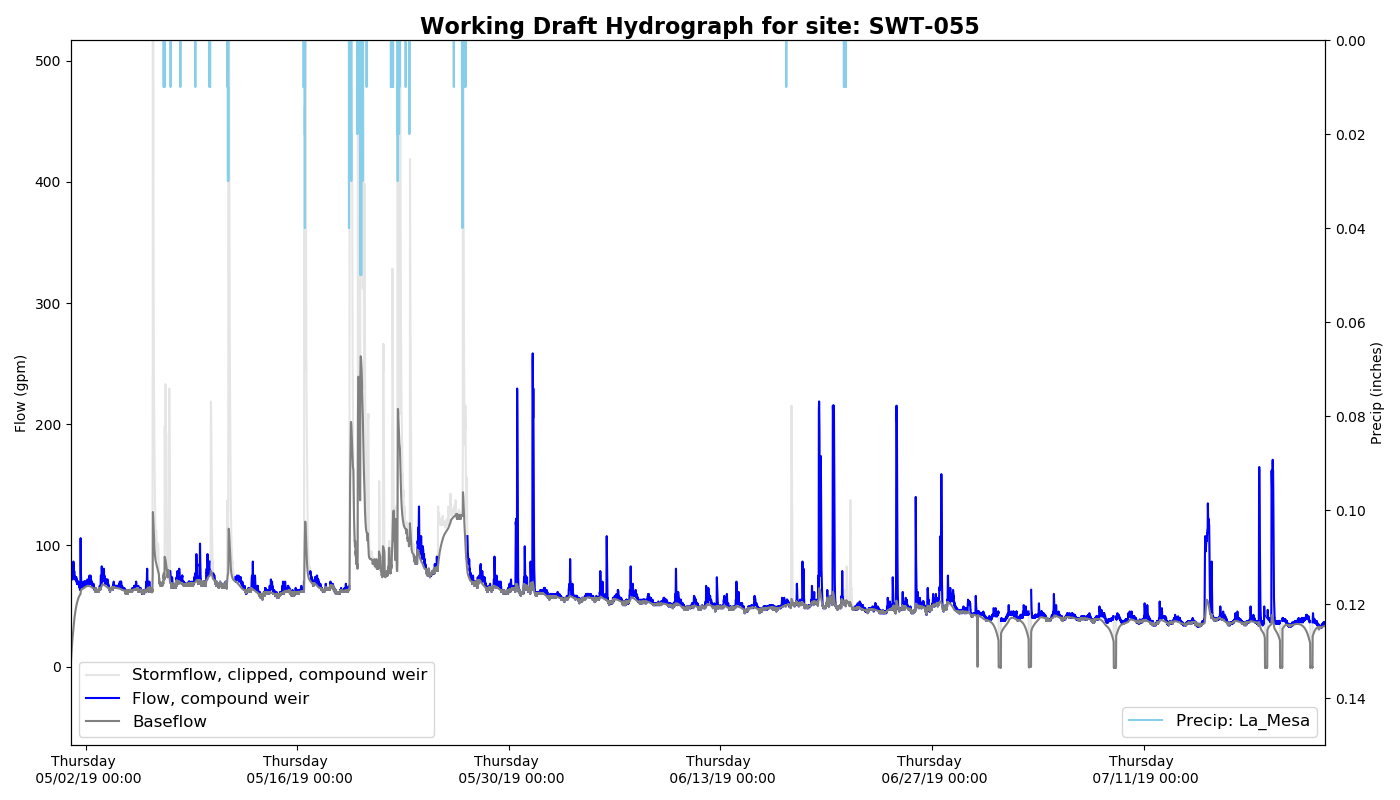 Working Draft Hydrograph for site: SWT-055
500
400
300
200
100
0
Flow (gpm)
0.00
0.02
0.04
0.06
0.08
0.10
0.12
0.14
Precip (inches)
Stormflow, clipped, compound weir
Flow, compound weir
Baseflow
Precip: La_Mesa
Thursday
05/02/19 00:00
Thursday
05/16/19 00:00
Thursday
05/30/19 00:00
Thursday
06/13/19 00:00
Thursday
06/27/19 00:00
Thursday
07/11/19 00:00